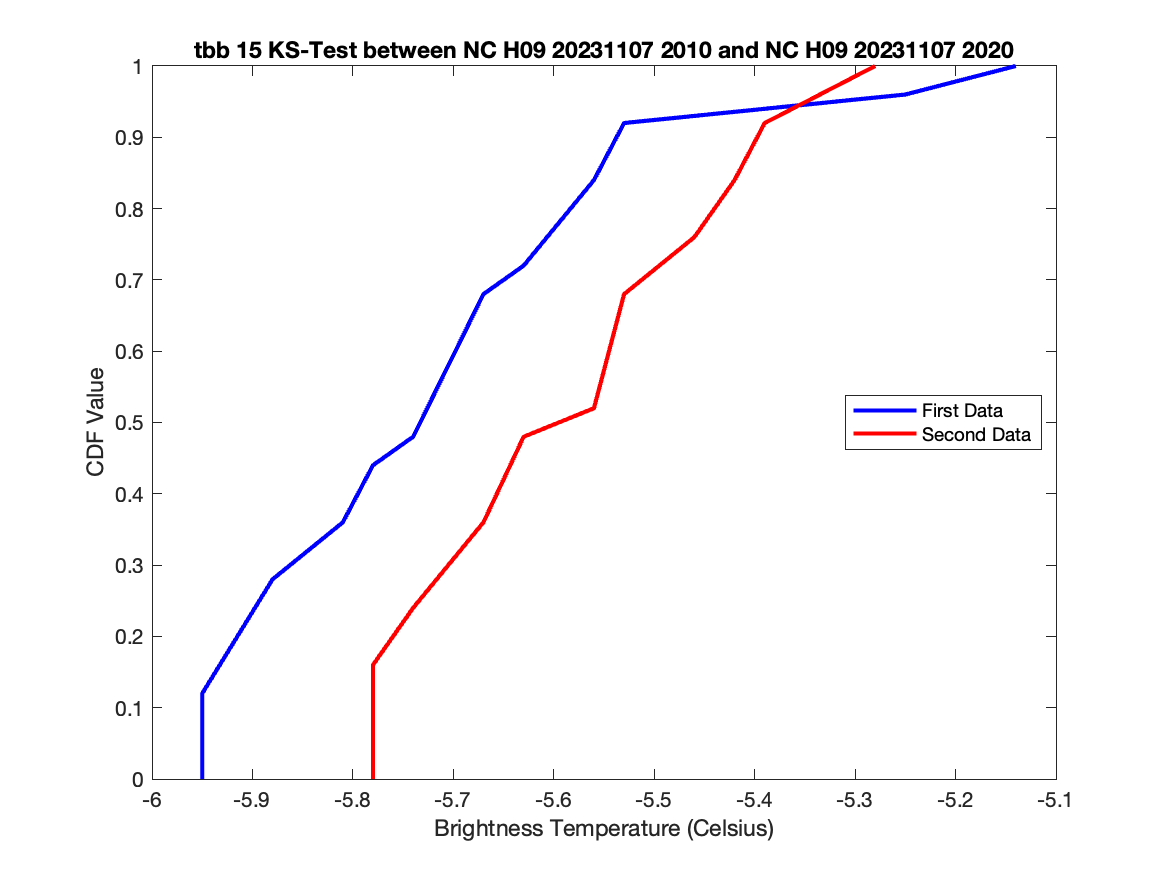 tbb 15 KS-Test between NC H09 20231107 2010 and NC H09 20231107 2020
1
0.9
0.8
0.7
0.6
0.5
0.4
0.3
0.2
0.1
0
CDF Value
First Data
Second Data
-6 -5.9 -5.8 -5.7 -5.6 -5.5 -5.4 -5.3 -5.2 -5.1
Brightness Temperature (Celsius)